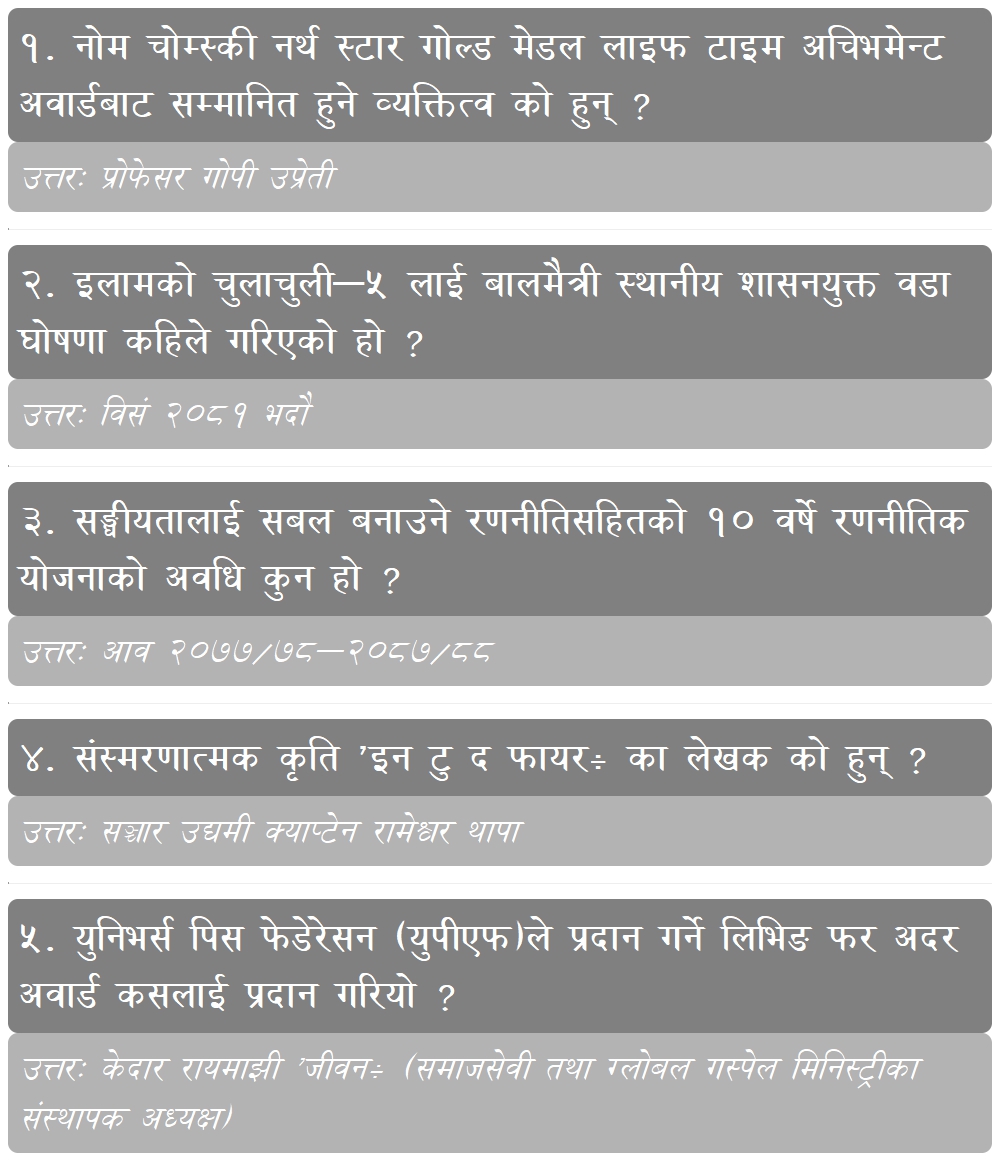 १. नोम चोम्स्की नर्थ स्टार गोल्ड मेडल लाइफ टाइम अचिभमेन्ट
अवार्डबाट सम्मानित हुने व्यक्तित्व को हुन् ?
उत्तरः प्रोफेसर गोपी उप्रेती
२. इलामको चुलाचुली—५ लाई बालमैत्री स्थानीय शासनयुक्त वडा
घोषणा कहिले गरिएको हो ?
उत्तरः विसं २०८१ भदौ
३. सङ्घीयतालाई सबल बनाउने रणनीतिसहितको १० वर्षे रणनीतिक
योजनाको अवधि कुन हो ?
उत्तरः आव २०७७/७८—२०८७/८८
४. संस्मरणात्मक कृति ’इन टु द फायर÷ का लेखक को हुन् ?
उत्तरः सञ्चार उद्यमी क्याप्टेन रामेश्वर थापा
५. युनिभर्स पिस फेडेरेसन (युपीएफ)ले प्रदान गर्ने लिभिङ फर अदर
अवार्ड कसलाई प्रदान गरियो ?
उत्तरः केदार रायमाझी ’जीवन÷ (समाजसेवी तथा ग्लोबल गस्पेल मिनिस्ट्रीका
संस्थापक अध्यक्ष)